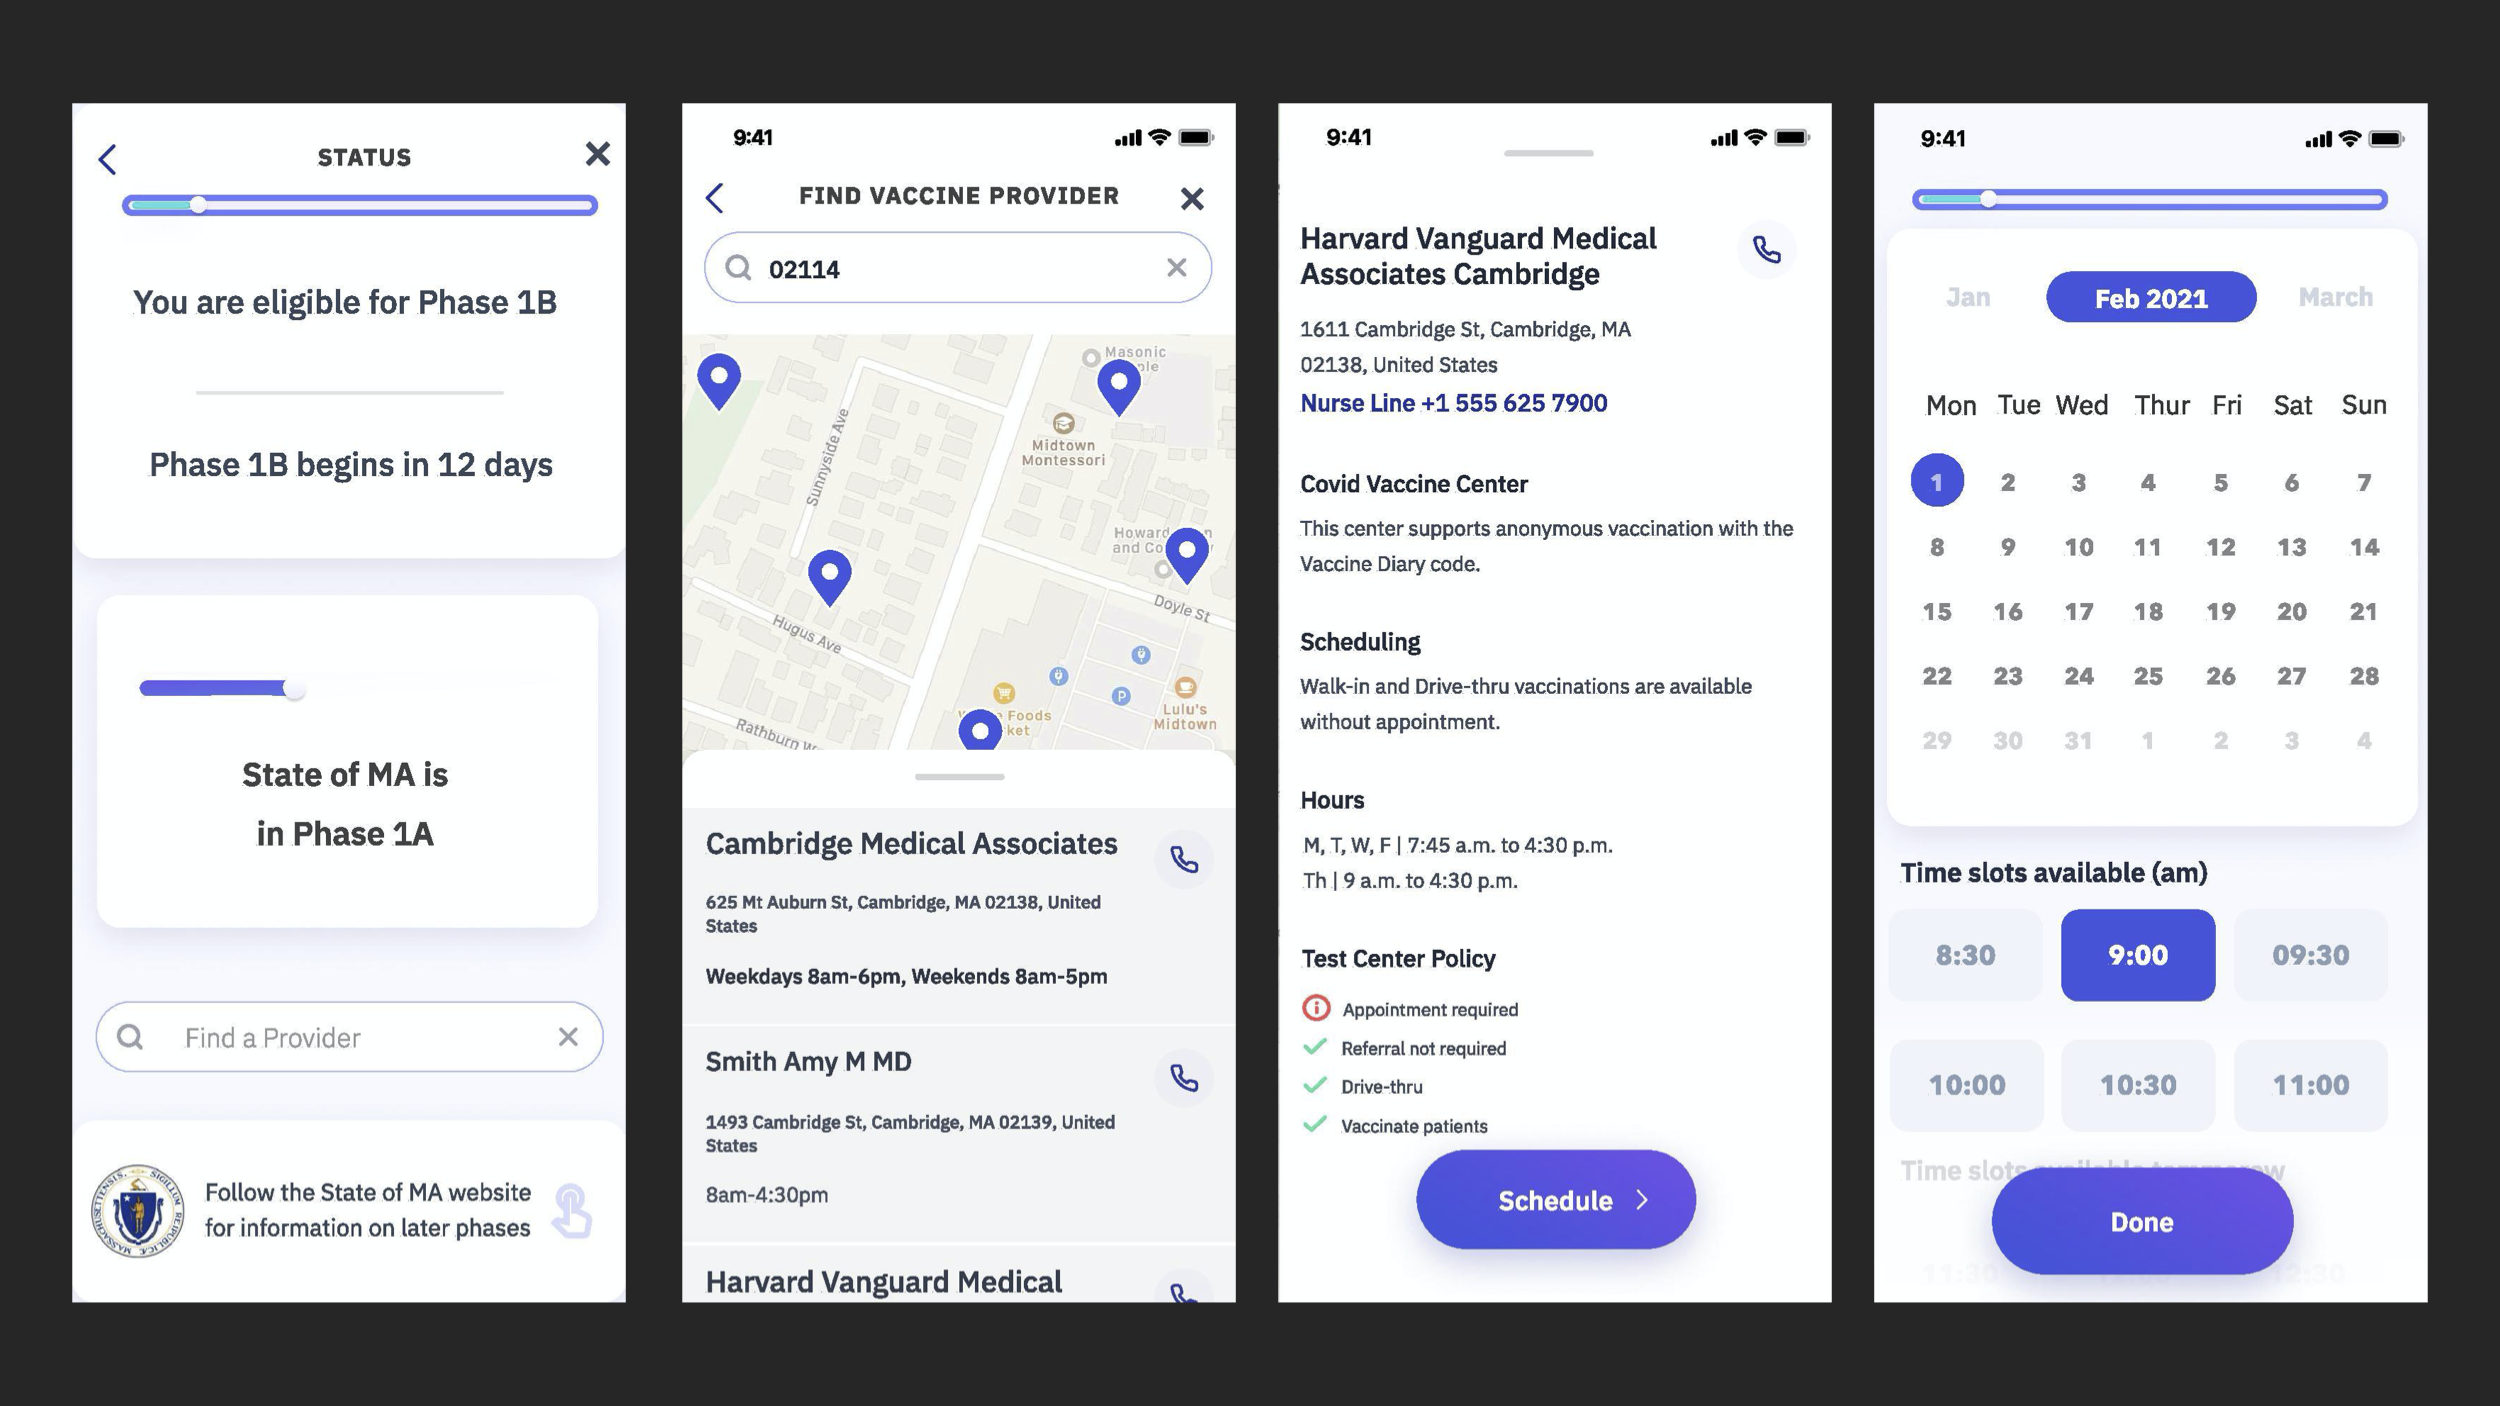 STATUS
You are eligible for Phase 1B
Phase 1B begins in 12 days
State of MA is
in Phase 1A
Find a Provider
Follow the State of MA website
for information on later phases
9:41
FIND VACCINE PROVIDER
02114
Masonic
Midtown
Montessori
Sunnyside Ave
Howard
and
Doyle St
Hugus Ave
Foods
Lulu's
Midtown
Rathburn
P
Cambridge Medical Associates
625 Mt Auburn St, Cambridge, MA 02138, United
States
Weekdays 8am-6pm, Weekends 8am-5pm
Smith Amy M MD
1493 Cambridge St, Cambridge, MA 02139, United
States
8am-4:30pm
Harvard Vanguard Medical
9:41
Harvard Vanguard Medical
Associates Cambridge
1611 Cambridge St, Cambridge, MA
02138, United States
Nurse Line +1 555 625 7900
Covid Vaccine Center
This center supports anonymous vaccination with the
Vaccine Diary code.
Scheduling
Walk-in and Drive-thru vaccinations are available
without appointment.
Hours
M, T, W, F | 7:45 a.m. to 4:30 p.m.
Th | 9 a.m. to 4:30 p.m.
Test Center Policy
Appointment required
Referral not required
Drive-thru
Vaccinate patients
Schedule
9:41
Jan Feb 2021 March
Mon Tue Wed Thur Fri Sat Sun
1 2 3 4 5 6 7
8 9 10 11 12 13 14
15 16 17 18 19 20 21
22 23 24 25 26 27 28
29 30 31 1 2 3 4
Time slots available (am)
8:30 9:00 09:30
10:00 10:30 11:00
Time slots
Done